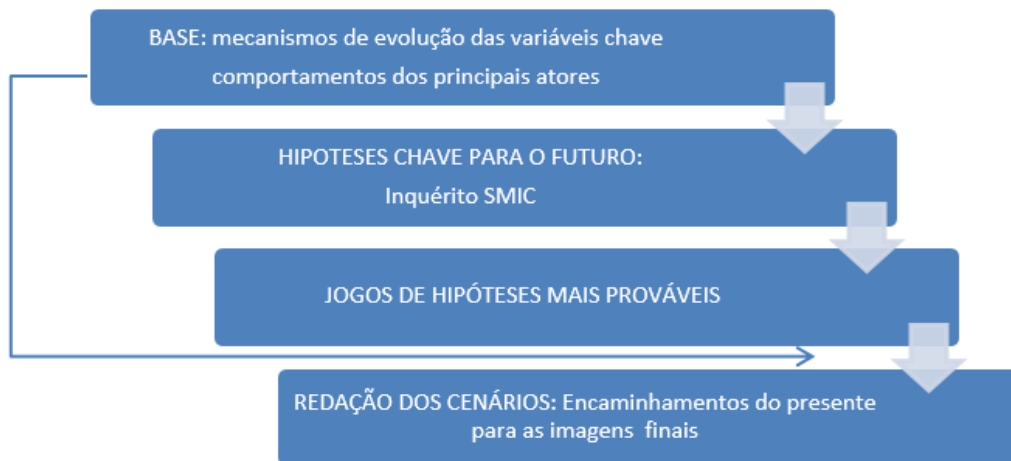 BASE: mecanismos de evolução das variáveis chave
comportamentos dos principais atores
HIPOTESES CHAVE PARA O FUTURO:
Inquérito SMIC
JOGOS DE HIPÓTESES MAIS PROVÁVEIS
REDAÇÃO DOS CENÁRIOS: Encaminhamentos do presente
para as imagens finais